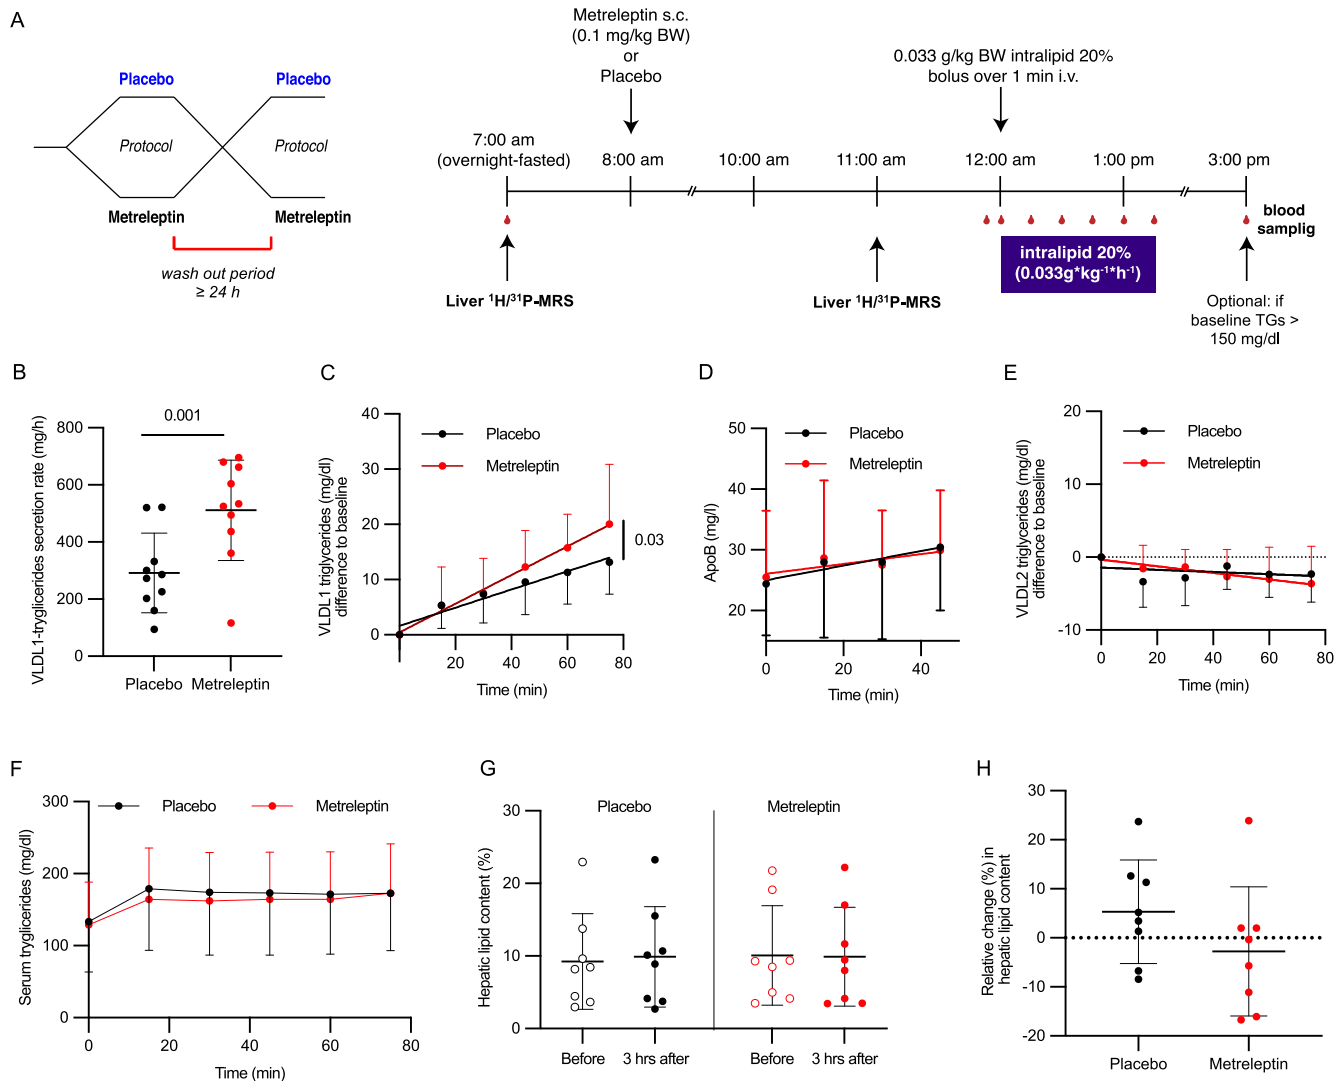 A
Placebo
Placebo
Protocol
Protocol
Metreleptin
Metreleptin
wash out period
≥ 24 h
Metreleptin s.c.
(0.1 mg/kg BW)
or
Placebo
0.033 g/kg BW intralipid 20%
bolus over 1 min i.v.
7:00 am
(overnight-fasted)
8:00 am
10:00 am
11:00 am
12:00 am
1:00 pm
3:00 pm
blood
samplig
intralipid 20%
(0.033g*kg⁻¹*h⁻¹)
Liver ¹H/³¹P-MRS
Liver ¹H/³¹P-MRS
Optional: if
baseline TGs >
150 mg/dl
B
VLDL1-tryglicerides secretion rate (mg/h)
800
600
400
200
0
0.001
Placebo
Metreleptin
C
VLDL1 triglycerides (mg/dl)
difference to baseline
40
30
20
10
0
Placebo
Metreleptin
0.03
20
40
60
80
Time (min)
D
ApoB (mg/l)
50
40
30
20
Placebo
Metreleptin
0
20
40
Time (min)
E
VLDL2 triglycerides (mg/dl)
difference to baseline
20
10
0
-10
Placebo
Metreleptin
0
20
40
60
80
Time (min)
F
Serum tryglicerides (mg/dl)
300
200
100
0
Placebo
Metreleptin
0
20
40
60
80
Time (min)
G
Hepatic lipid content (%)
30
20
10
0
Placebo
Metreleptin
Before
3 hrs after
Before
3 hrs after
H
Relative change (%) in
hepatic lipid content
30
20
10
0
-10
-20
Placebo
Metreleptin